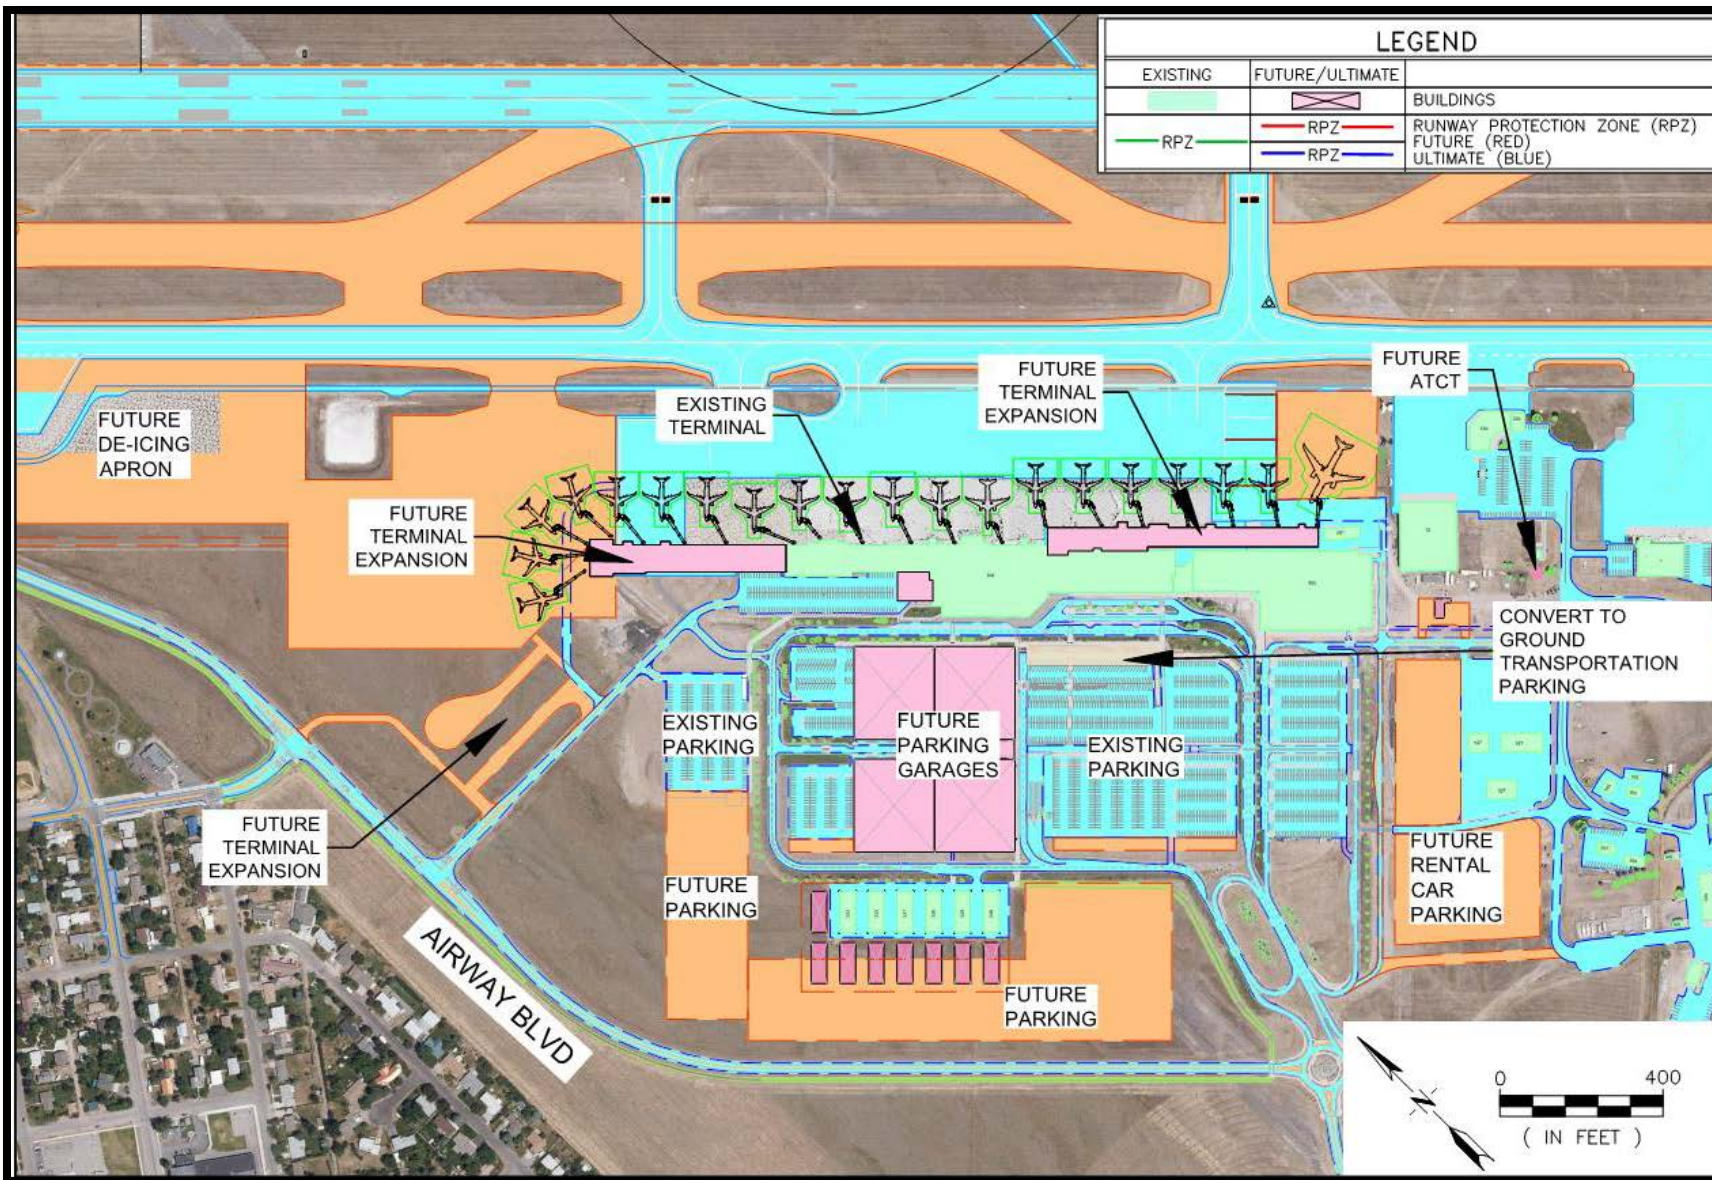 LEGEND
EXISTING
FUTURE/ULTIMATE
BUILDINGS
RPZ
RPZ
RPZ
RUNWAY PROTECTION ZONE (RPZ)
FUTURE (RED)
ULTIMATE (BLUE)
FUTURE
DE-ICING
APRON
EXISTING
TERMINAL
FUTURE
TERMINAL
EXPANSION
FUTURE
ATCT
FUTURE
TERMINAL
EXPANSION
CONVERT TO
GROUND
TRANSPORTATION
PARKING
EXISTING
PARKING
FUTURE
PARKING
GARAGES
EXISTING
PARKING
FUTURE
TERMINAL
EXPANSION
FUTURE
RENTAL
CAR
PARKING
FUTURE
PARKING
AIRWAY BLVD
FUTURE
PARKING
N
0 400
( IN FEET )